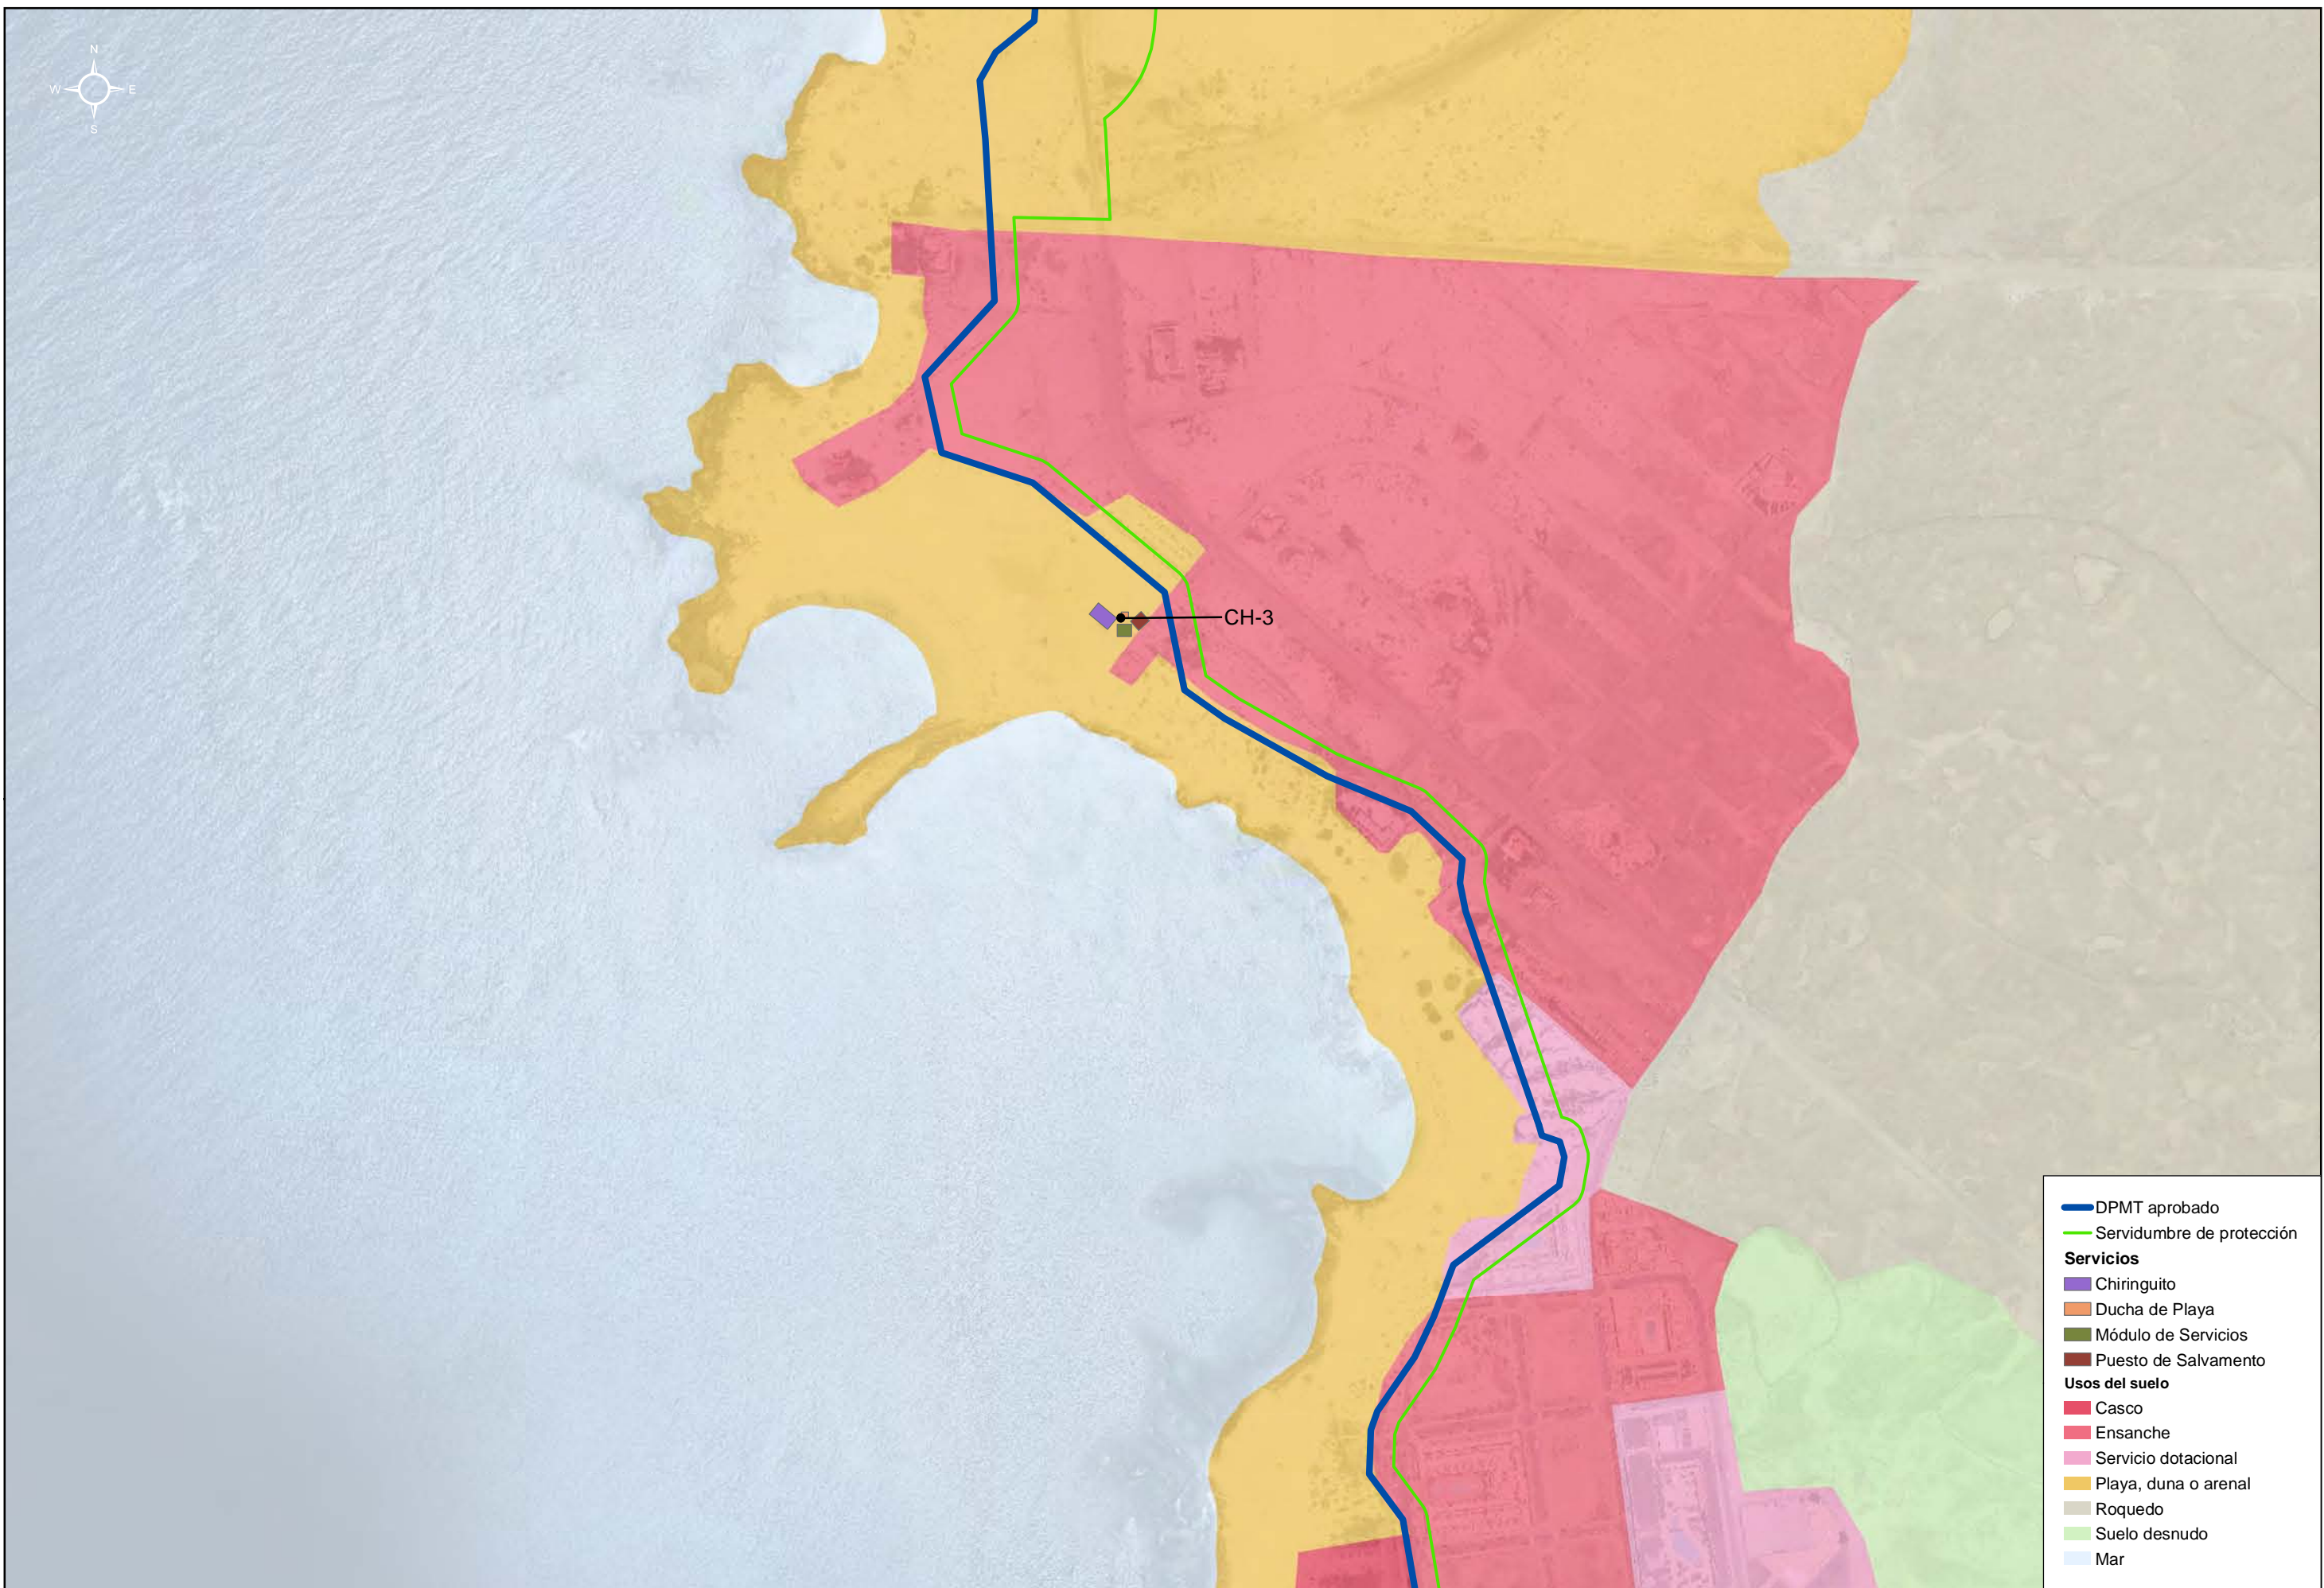 N
W E
S
CH-3
DPMT aprobado
Servidumbre de protección
Servicios
Chiringuito
Ducha de Playa
Módulo de Servicios
Puesto de Salvamento
Usos del suelo
Casco
Ensanche
Servicio dotacional
Playa, duna o arenal
Roquedo
Suelo desnudo
Mar